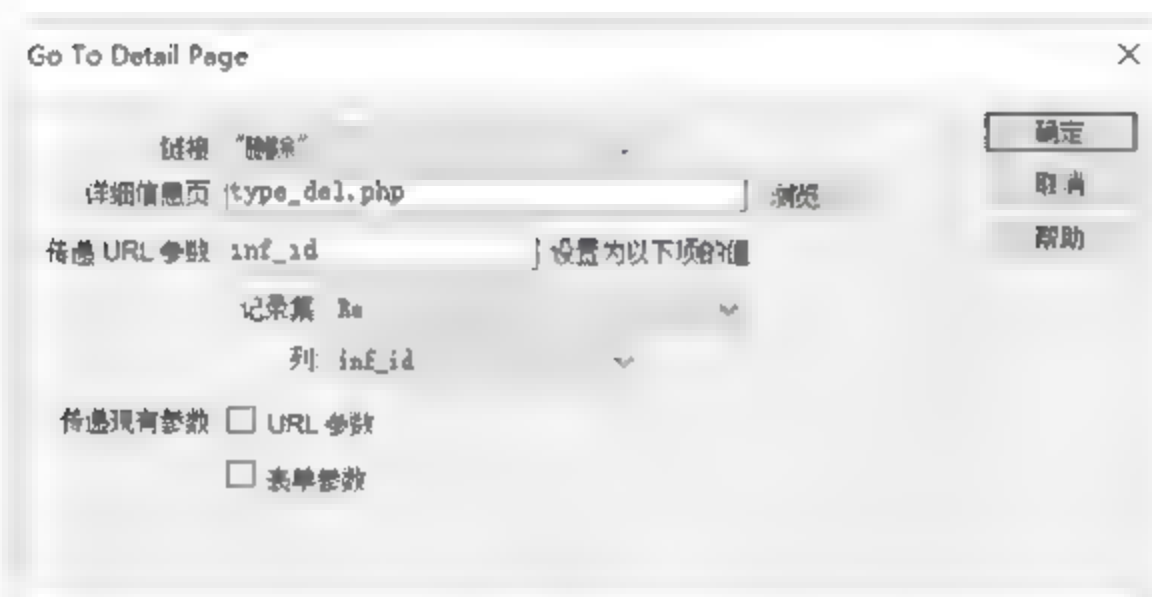 Go To Detail Page
链接 "删除"
确定
详细信息页 type_del.php 浏览
取消
传递 URL 参数 inf_id 设置为以下项的值
帮助
记录集 Rs
列: inf_id
传递现有参数 URL 参数
表单参数